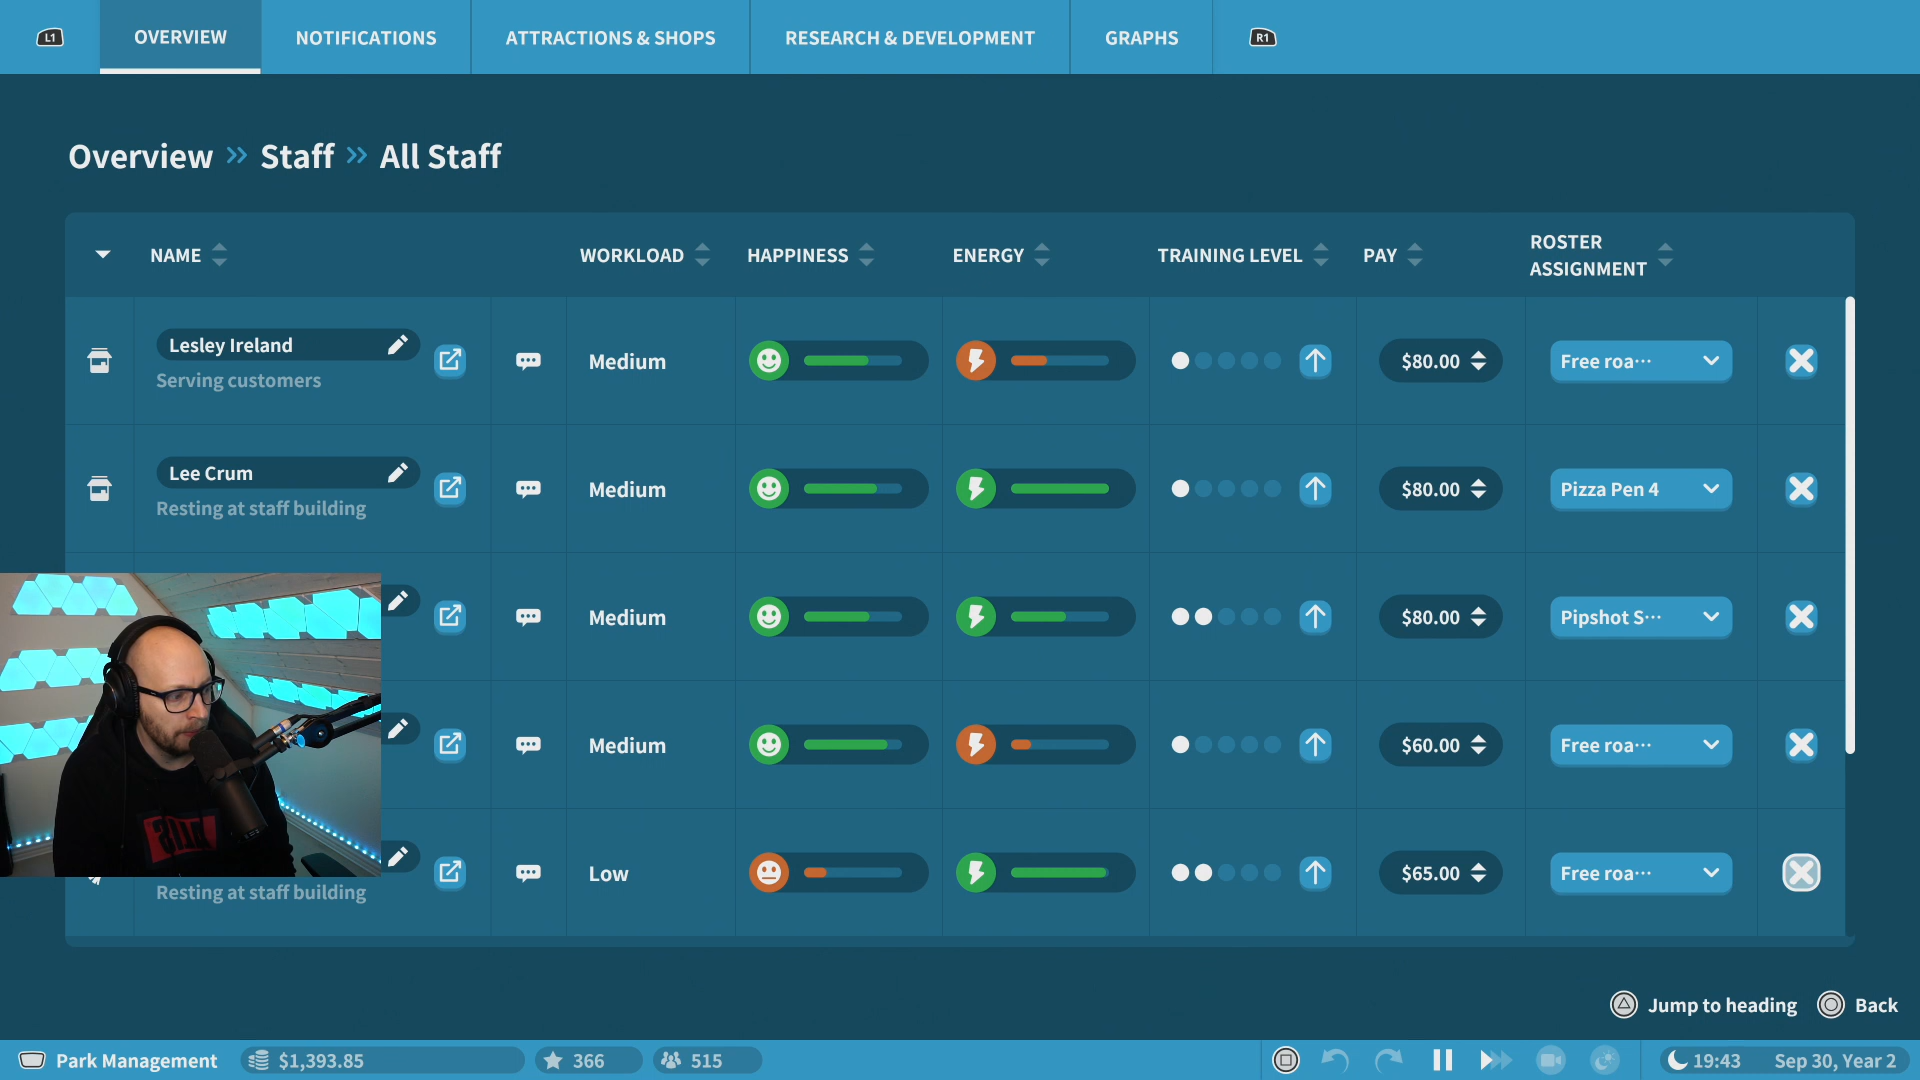 L1 OVERVIEW NOTIFICATIONS ATTRACTIONS & SHOPS RESEARCH & DEVELOPMENT GRAPHS R1
Overview » Staff » All Staff
NAME WORKLOAD HAPPINESS ENERGY TRAINING LEVEL PAY ROSTER
ASSIGNMENT
Lesley Ireland
Serving customers
Medium $80.00 Free roa···
Lee Crum
Resting at staff building
Medium $80.00 Pizza Pen 4
Medium $80.00 Pipshot S···
Medium $60.00 Free roa···
Low $65.00 Free roa···
Resting at staff building
Jump to heading Back
Park Management $1,393.85 366 515 19:43 Sep 30, Year 2